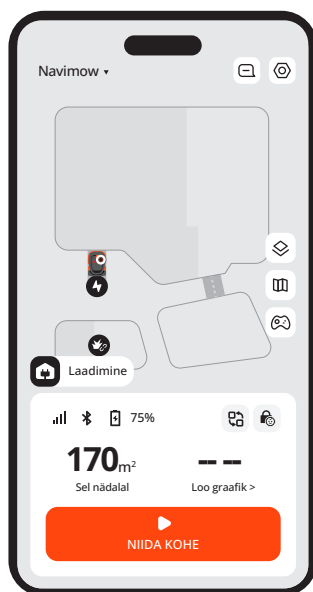 Navimow ▾
Laadimine
75%
170m²
-- --
Sel nädalal
Loo graafik >
NIIDA KOHE